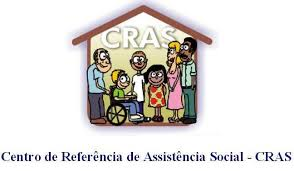 CRAS
Centro de Referência de Assistência Social - CRAS